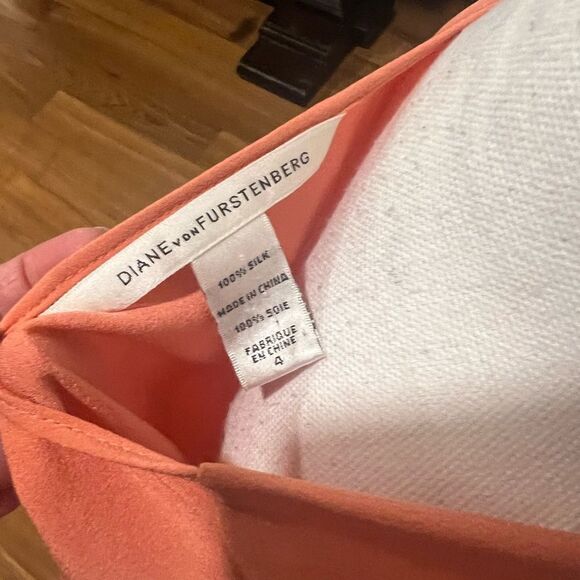 DIANE VON FURSTENBERG
100% SILK
MADE IN CHINA
100% SOIE
FABRIQUE
EN CHINE
4